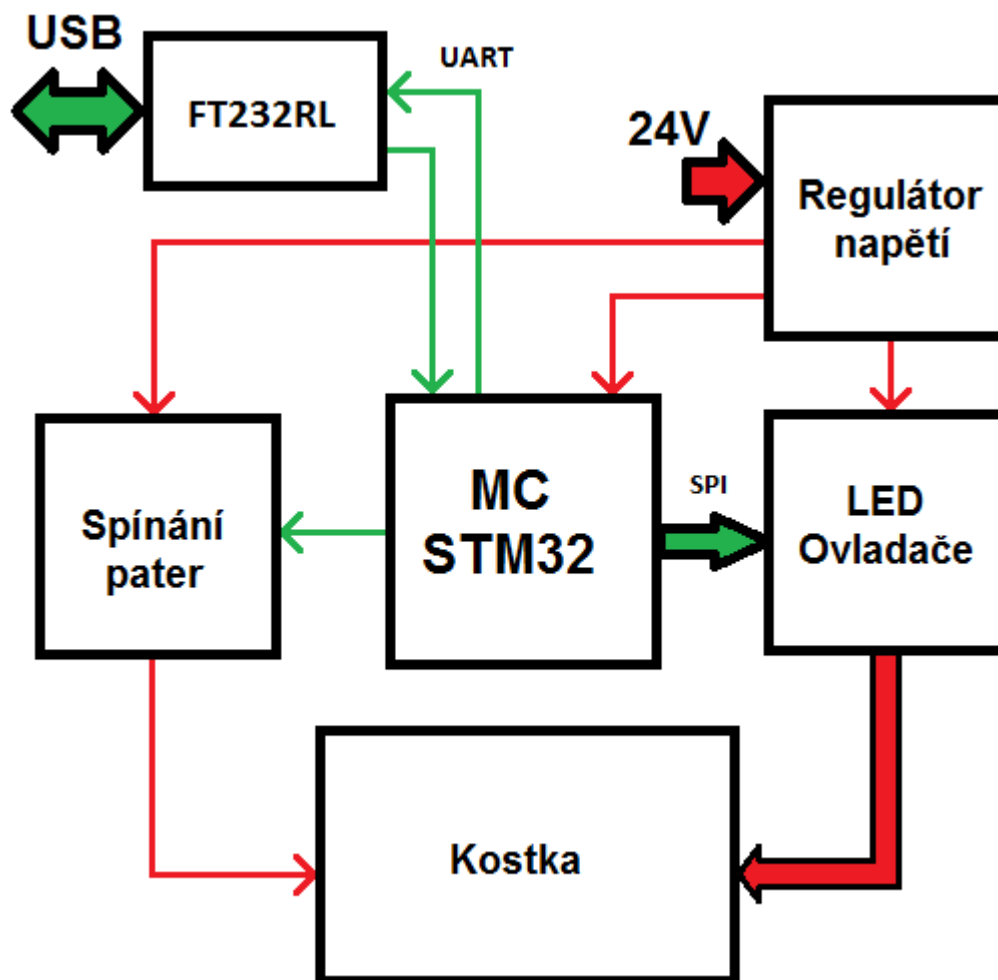 USB
UART
FT232RL
24V
Regulátor
napětí
Spínání
pater
MC
STM32
SPI
LED
Ovladače
Kostka